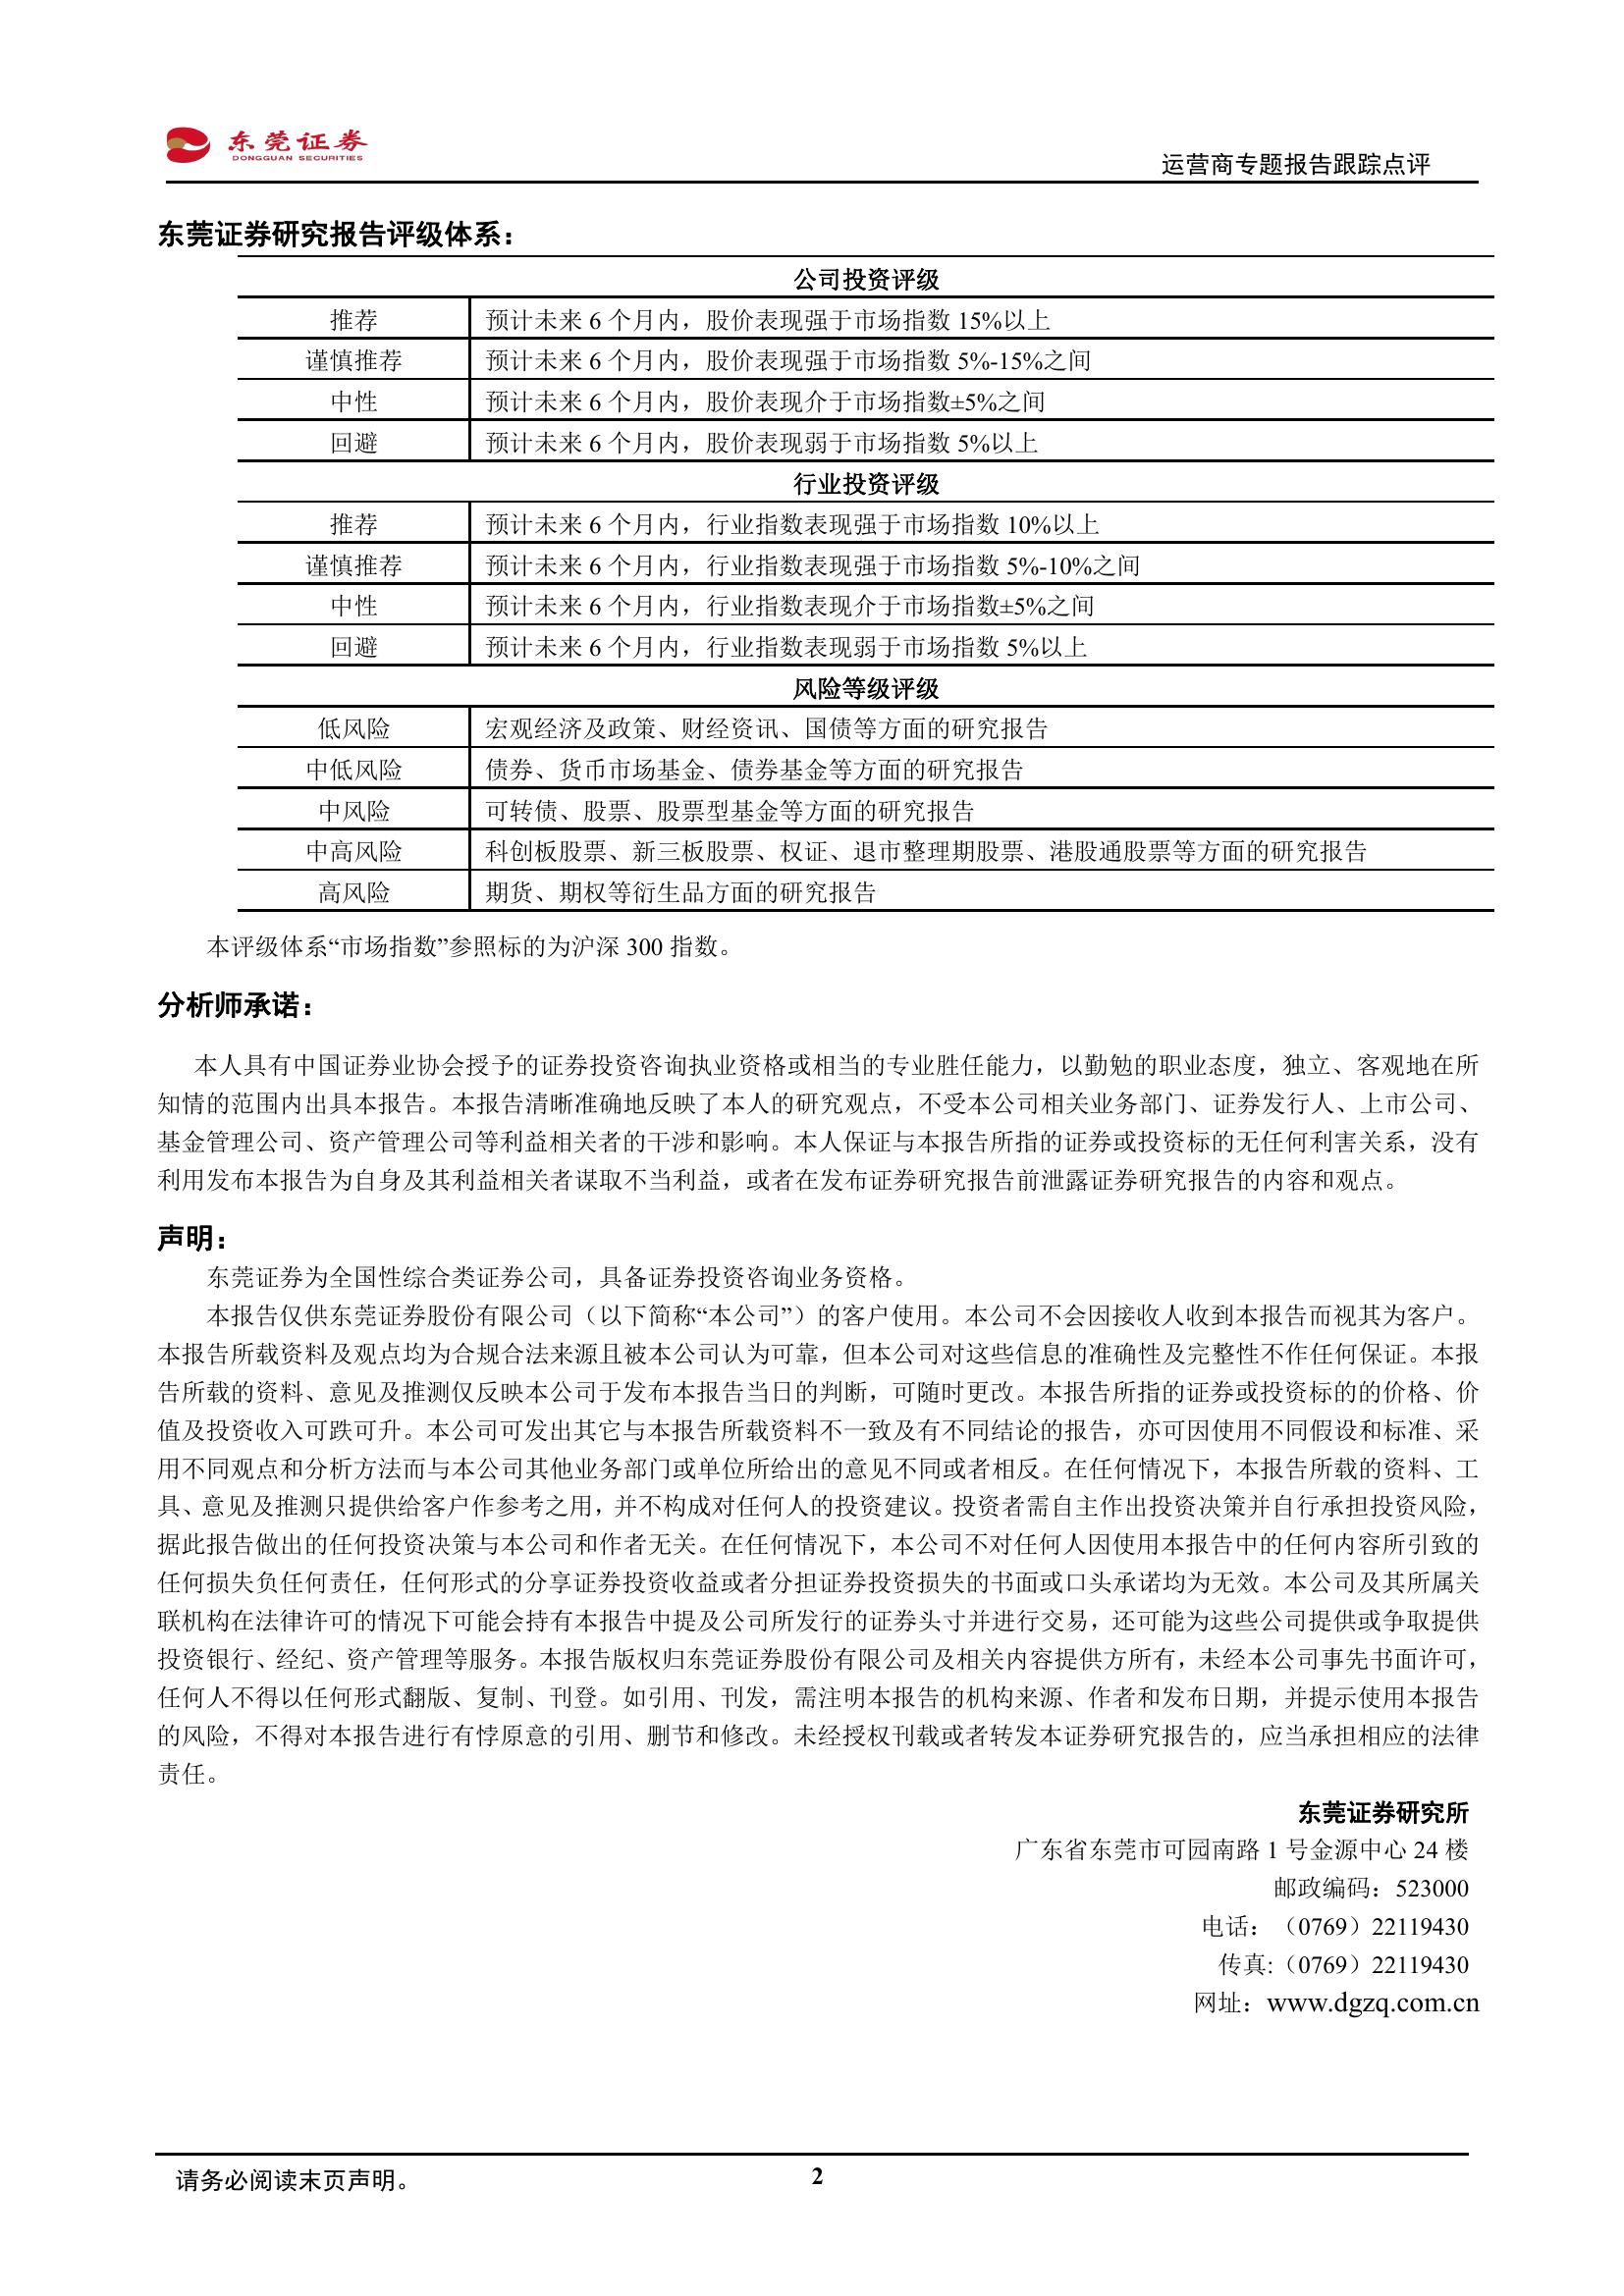 东莞证券
DONGGUAN SECURITIES
运营商专题报告跟踪点评
东莞证券研究报告评级体系：
公司投资评级
推荐 预计未来 6 个月内，股价表现强于市场指数 15%以上
谨慎推荐 预计未来 6 个月内，股价表现强于市场指数 5%-15%之间
中性 预计未来 6 个月内，股价表现介于市场指数±5%之间
回避 预计未来 6 个月内，股价表现弱于市场指数 5%以上
行业投资评级
推荐 预计未来 6 个月内，行业指数表现强于市场指数 10%以上
谨慎推荐 预计未来 6 个月内，行业指数表现强于市场指数 5%-10%之间
中性 预计未来 6 个月内，行业指数表现介于市场指数±5%之间
回避 预计未来 6 个月内，行业指数表现弱于市场指数 5%以上
风险等级评级
低风险 宏观经济及政策、财经资讯、国债等方面的研究报告
中低风险 债券、货币市场基金、债券基金等方面的研究报告
中风险 可转债、股票、股票型基金等方面的研究报告
中高风险 科创板股票、新三板股票、权证、退市整理期股票、港股通股票等方面的研究报告
高风险 期货、期权等衍生品方面的研究报告
本评级体系“市场指数”参照标的为沪深 300 指数。
分析师承诺：
本人具有中国证券业协会授予的证券投资咨询执业资格或相当的专业胜任能力，以勤勉的职业态度，独立、客观地在所
知情的范围内出具本报告。本报告清晰准确地反映了本人的研究观点，不受本公司相关业务部门、证券发行人、上市公司、
基金管理公司、资产管理公司等利益相关者的干涉和影响。本人保证与本报告所指的证券或投资标的无任何利害关系，没有
利用发布本报告为自身及其利益相关者谋取不当利益，或者在发布证券研究报告前泄露证券研究报告的内容和观点。
声明：
东莞证券为全国性综合类证券公司，具备证券投资咨询业务资格。
本报告仅供东莞证券股份有限公司（以下简称“本公司”）的客户使用。本公司不会因接收人收到本报告而视其为客户。
本报告所载资料及观点均为合规合法来源且被本公司认为可靠，但本公司对这些信息的准确性及完整性不作任何保证。本报
告所载的资料、意见及推测仅反映本公司于发布本报告当日的判断，可随时更改。本报告所指的证券或投资标的的价格、价
值及投资收入可跌可升。本公司可发出其它与本报告所载资料不一致及有不同结论的报告，亦可因使用不同假设和标准、采
用不同观点和分析方法而与本公司其他业务部门或单位所给出的意见不同或者相反。在任何情况下，本报告所载的资料、工
具、意见及推测只提供给客户作参考之用，并不构成对任何人的投资建议。投资者需自主作出投资决策并自行承担投资风险，
据此报告做出的任何投资决策与本公司和作者无关。在任何情况下，本公司不对任何人因使用本报告中的任何内容所引致的
任何损失负任何责任，任何形式的分享证券投资收益或者分担证券投资损失的书面或口头承诺均为无效。本公司及其所属关
联机构在法律许可的情况下可能会持有本报告中提及公司所发行的证券头寸并进行交易，还可能为这些公司提供或争取提供
投资银行、经纪、资产管理等服务。本报告版权归东莞证券股份有限公司及相关内容提供方所有，未经本公司事先书面许可，
任何人不得以任何形式翻版、复制、刊登。如引用、刊发，需注明本报告的机构来源、作者和发布日期，并提示使用本报告
的风险，不得对本报告进行有悖原意的引用、删节和修改。未经授权刊载或者转发本证券研究报告的，应当承担相应的法律
责任。
东莞证券研究所
广东省东莞市可园南路 1 号金源中心 24 楼
邮政编码：523000
电话：（0769）22119430
传真:（0769）22119430
网址：www.dgzq.com.cn
请务必阅读末页声明。
2